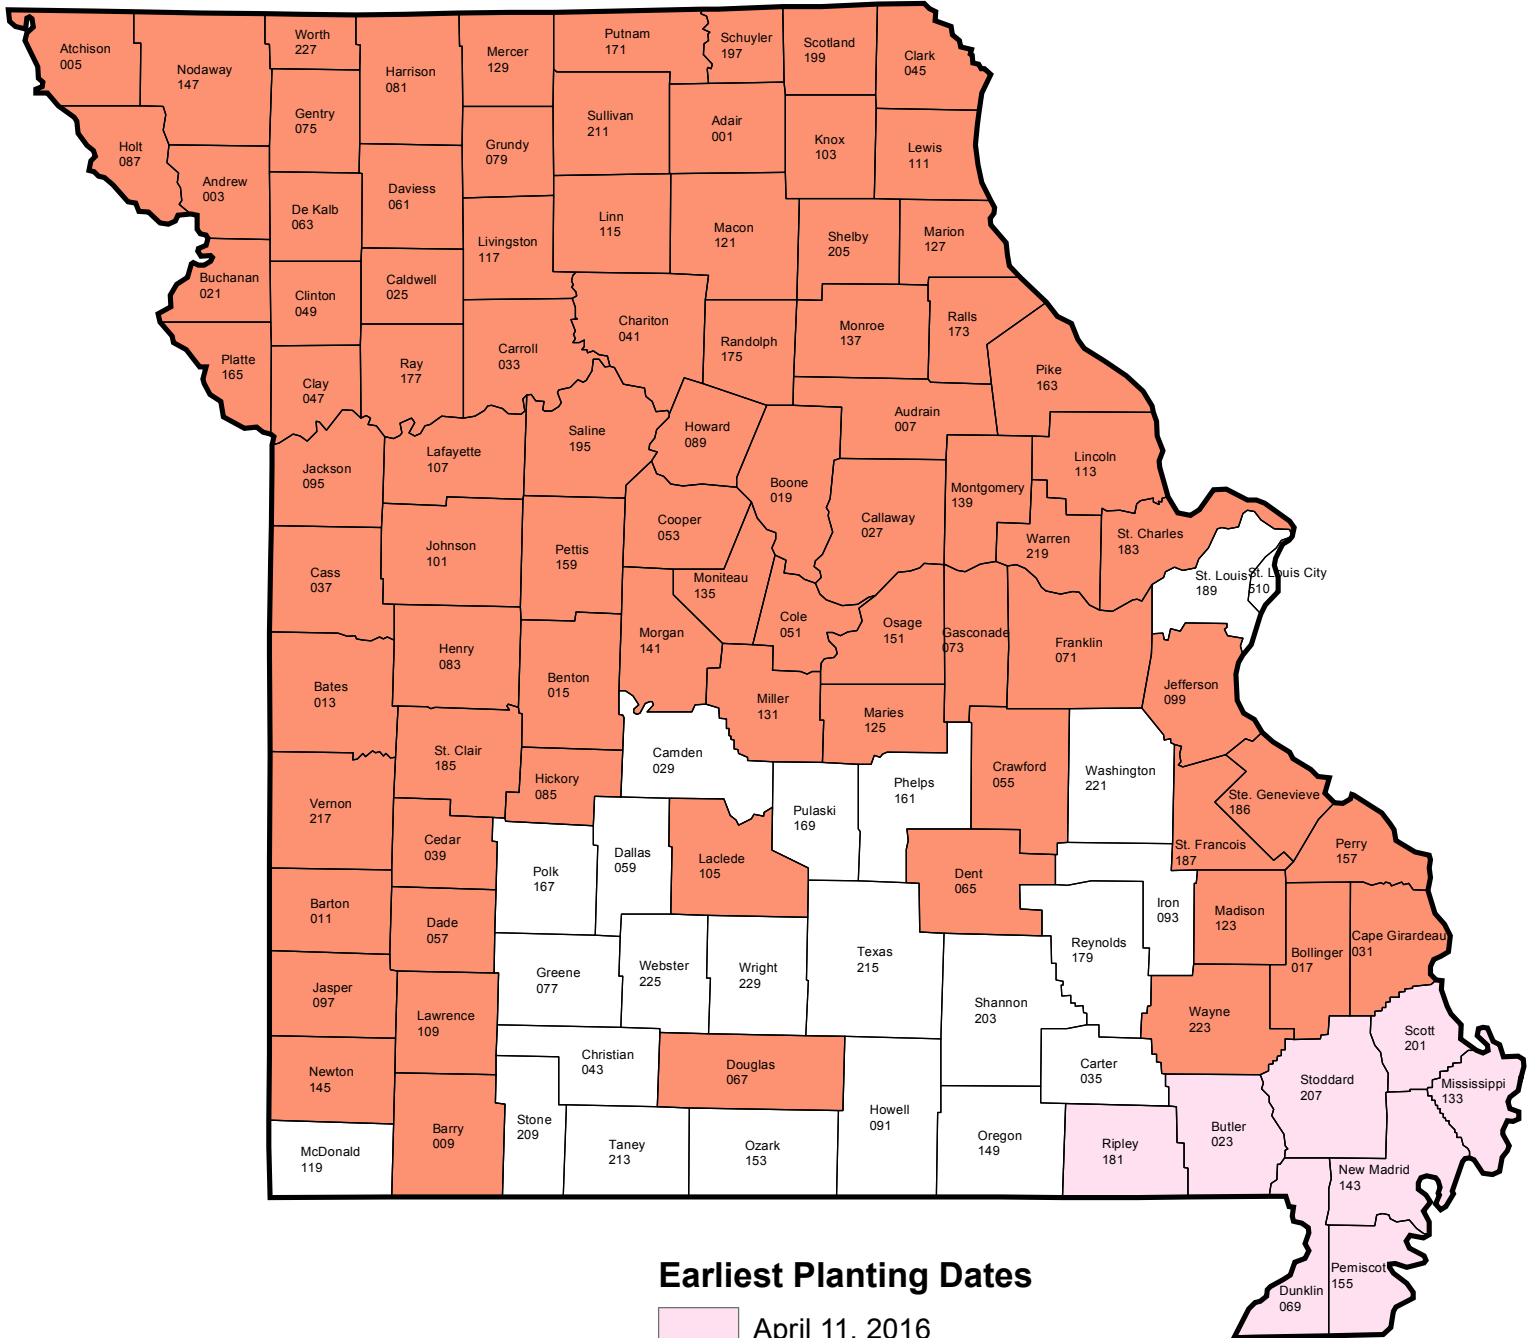 Atchison
005
Nodaway
147
Worth
227
Harrison
081
Mercer
129
Putnam
171
Schuyler
197
Scotland
199
Clark
045
Holt
087
Andrew
003
Gentry
075
De Kalb
063
Daviess
061
Grundy
079
Sullivan
211
Adair
001
Knox
103
Lewis
111
Buchanan
021
Clinton
049
Caldwell
025
Livingston
117
Linn
115
Macon
121
Shelby
205
Marion
127
Platte
165
Clay
047
Ray
177
Carroll
033
Chariton
041
Randolph
175
Monroe
137
Ralls
173
Pike
163
Audrain
007
Jackson
095
Lafayette
107
Saline
195
Howard
089
Boone
019
Callaway
027
Montgomery
139
Lincoln
113
Warren
219
St. Charles
183
St. Louis
189
St. Louis City
510
Cass
037
Johnson
101
Pettis
159
Cooper
053
Moniteau
135
Morgan
141
Cole
051
Osage
151
Gasconade
073
Franklin
071
Jefferson
099
Bates
013
Henry
083
Benton
015
Miller
131
Maries
125
Camden
029
Pulaski
169
Phelps
161
Crawford
055
Washington
221
Ste. Genevieve
186
St. Francois
187
Perry
157
Vernon
217
St. Clair
185
Hickory
085
Cedar
039
Polk
167
Dallas
059
Laclede
105
Dent
065
Iron
093
Reynolds
179
Madison
123
Bollinger
017
Cape Girardeau
031
Barton
011
Dade
057
Greene
077
Webster
225
Wright
229
Texas
215
Shannon
203
Wayne
223
Scott
201
Jasper
097
Lawrence
109
Christian
043
Douglas
067
Howell
091
Carter
035
Stoddard
207
Mississippi
133
Newton
145
Barry
009
Stone
209
Taney
213
Ozark
153
Oregon
149
Ripley
181
Butler
023
New Madrid
143
McDonald
119
Dunklin
069
Pemiscot
155
Earliest Planting Dates
April 11, 2016